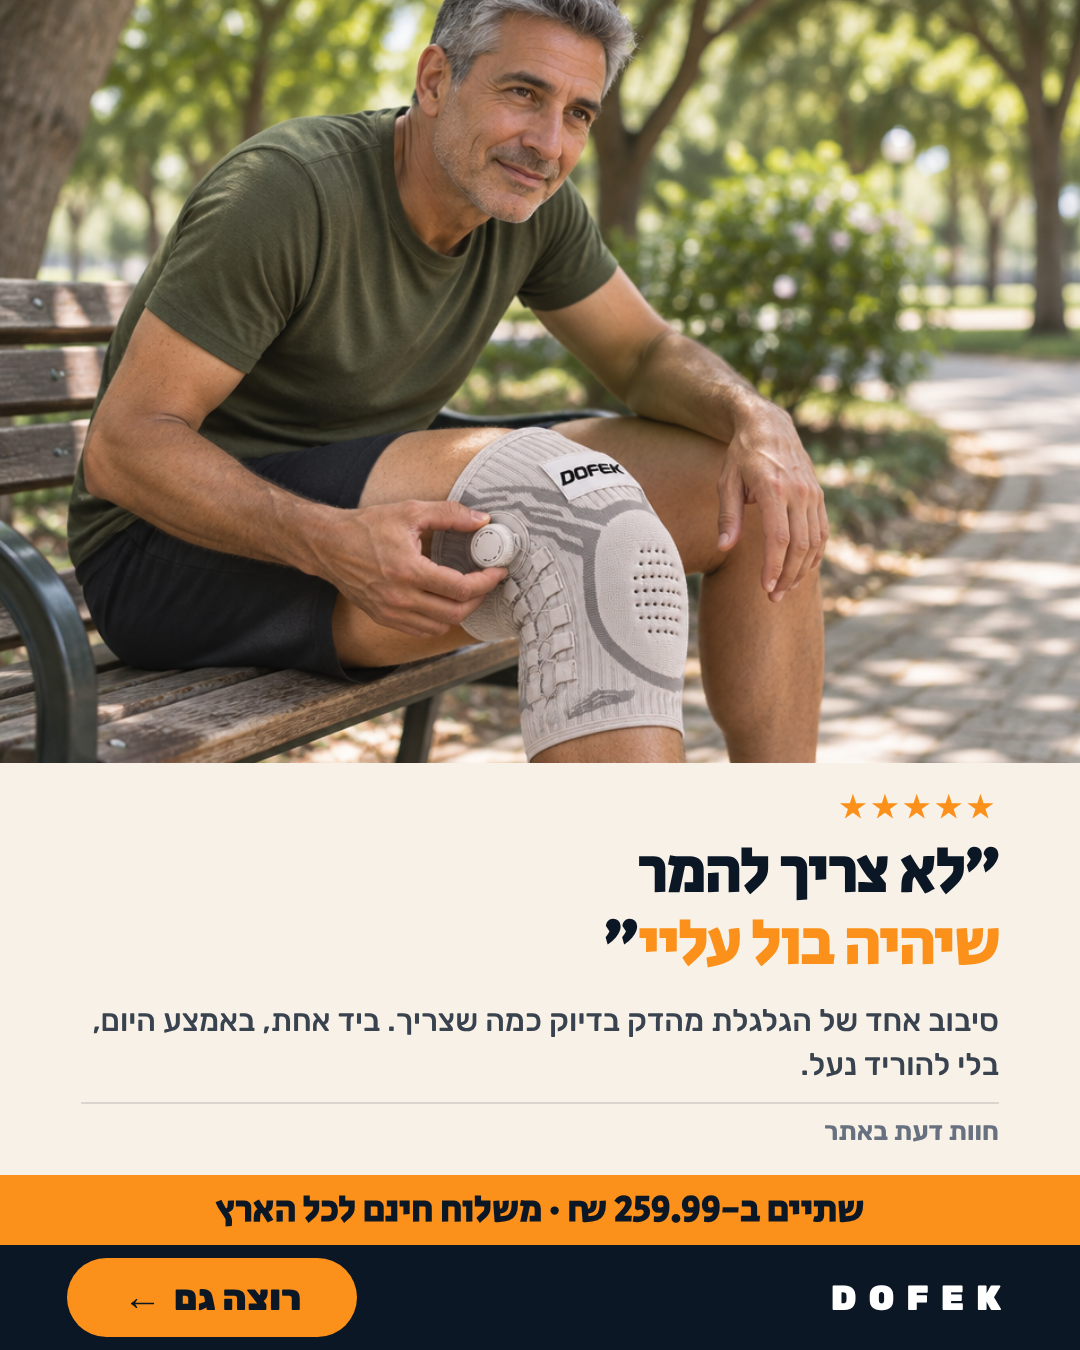 DOFEK
★★★★★
”לא צריך להמר
שיהיה בול עליי”
סיבוב אחד של הגלגלת מהדק בדיוק כמה שצריך. ביד אחת, באמצע היום,
בלי להוריד נעל.
חוות דעת באתר
שתיים ב-259.99 ₪ • משלוח חינם לכל הארץ
DOFEK
רוצה גם ←